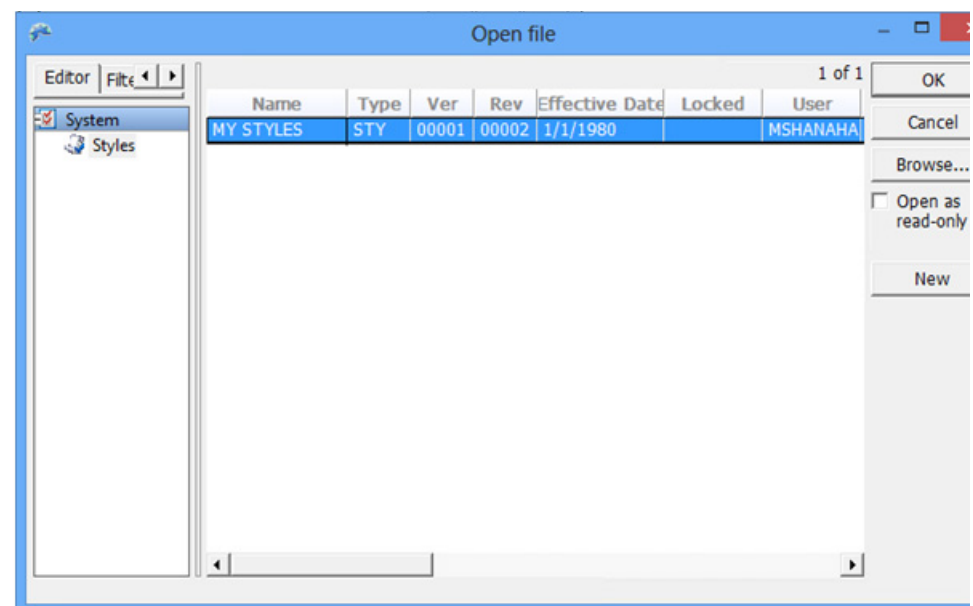 Open file
Editor Filte
1 of 1
OK
Name Type Ver Rev Effective Date Locked User
System
MY STYLES STY 00001 00002 1/1/1980 MSHANAHA
Cancel
Styles
Browse...
Open as
read-only
New